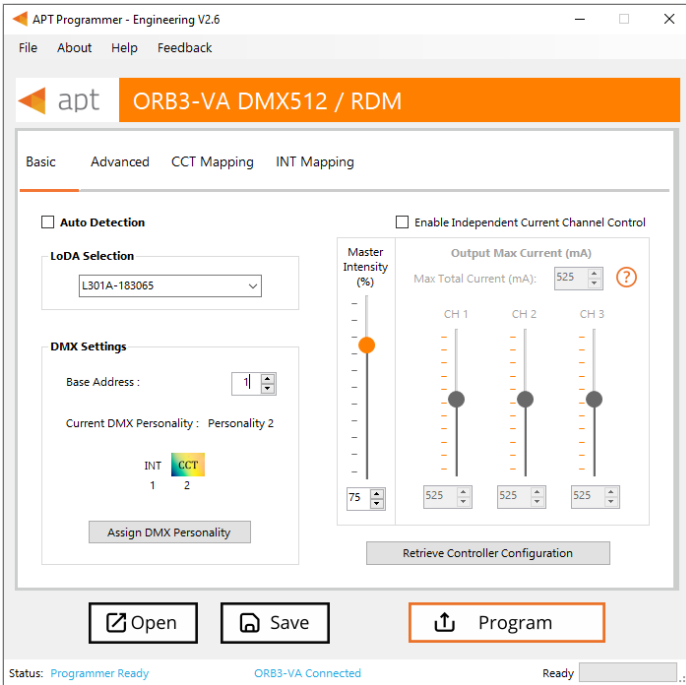 APT Programmer - Engineering V2.6
File About Help Feedback
apt ORB3-VA DMX512 / RDM
Basic Advanced CCT Mapping INT Mapping
Auto Detection
LoDA Selection
L301A-183065
DMX Settings
Base Address : 1
Current DMX Personality : Personality 2
INT CCT
1 2
Assign DMX Personality
Enable Independent Current Channel Control
Master
Intensity
(%)
75
Output Max Current (mA)
Max Total Current (mA): 525 ?
CH 1 CH 2 CH 3
525 525 525
Retrieve Controller Configuration
Open Save Program
Status: Programmer Ready ORB3-VA Connected Ready